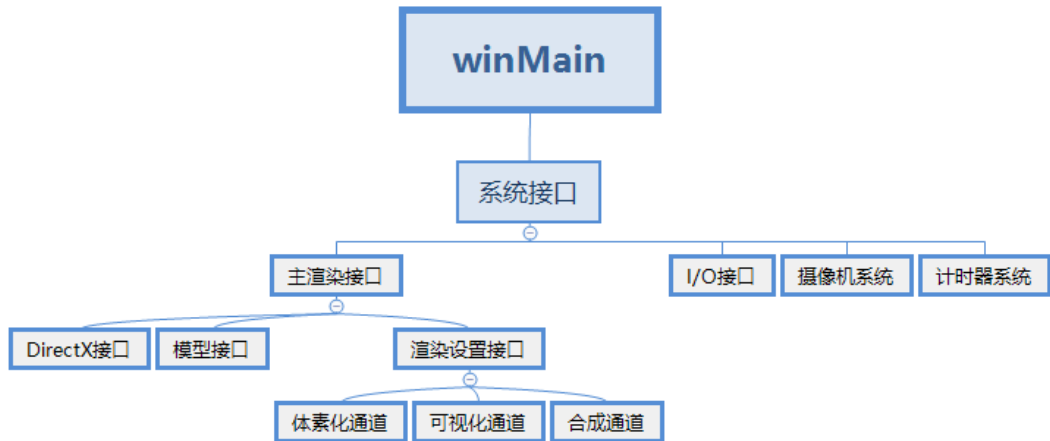 winMain
系统接口
主渲染接口
I/O接口
摄像机系统
计时器系统
DirectX接口
模型接口
渲染设置接口
体素化通道
可视化通道
合成通道